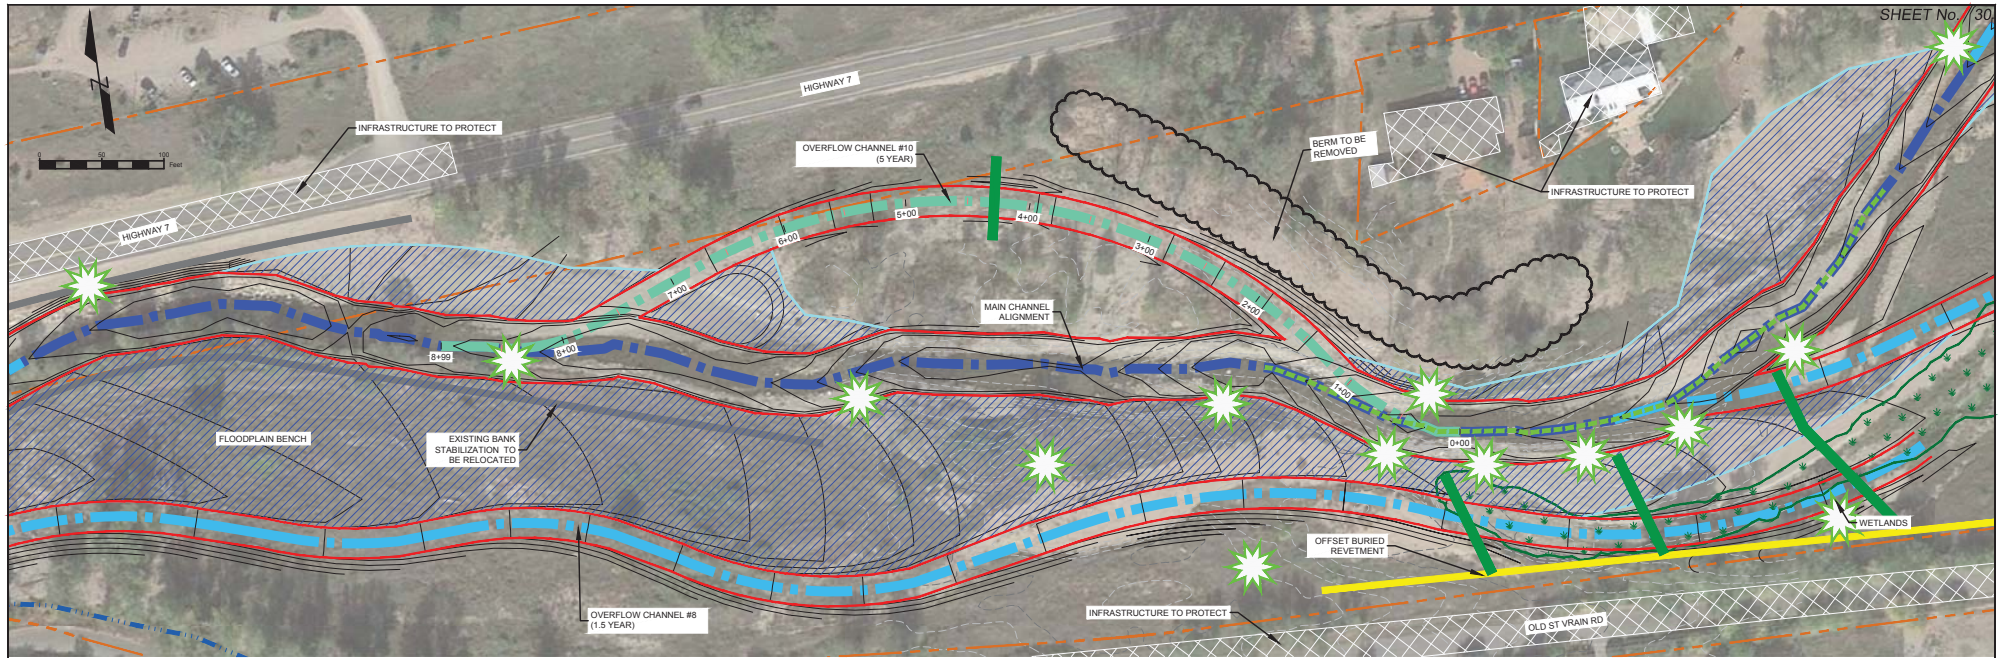 SHEET No. 30
N
0 50 100
Feet
HIGHWAY 7
INFRASTRUCTURE TO PROTECT
HIGHWAY 7
OVERFLOW CHANNEL #10
(5 YEAR)
BERM TO BE
REMOVED
INFRASTRUCTURE TO PROTECT
5+00
4+00
6+00
3+00
7+00
2+00
MAIN CHANNEL
ALIGNMENT
8+99
8+00
1+00
0+00
FLOODPLAIN BENCH
EXISTING BANK
STABILIZATION TO
BE RELOCATED
WETLANDS
OFFSET BURIED
REVETMENT
OVERFLOW CHANNEL #8
(1.5 YEAR)
INFRASTRUCTURE TO PROTECT
OLD ST VRAIN RD